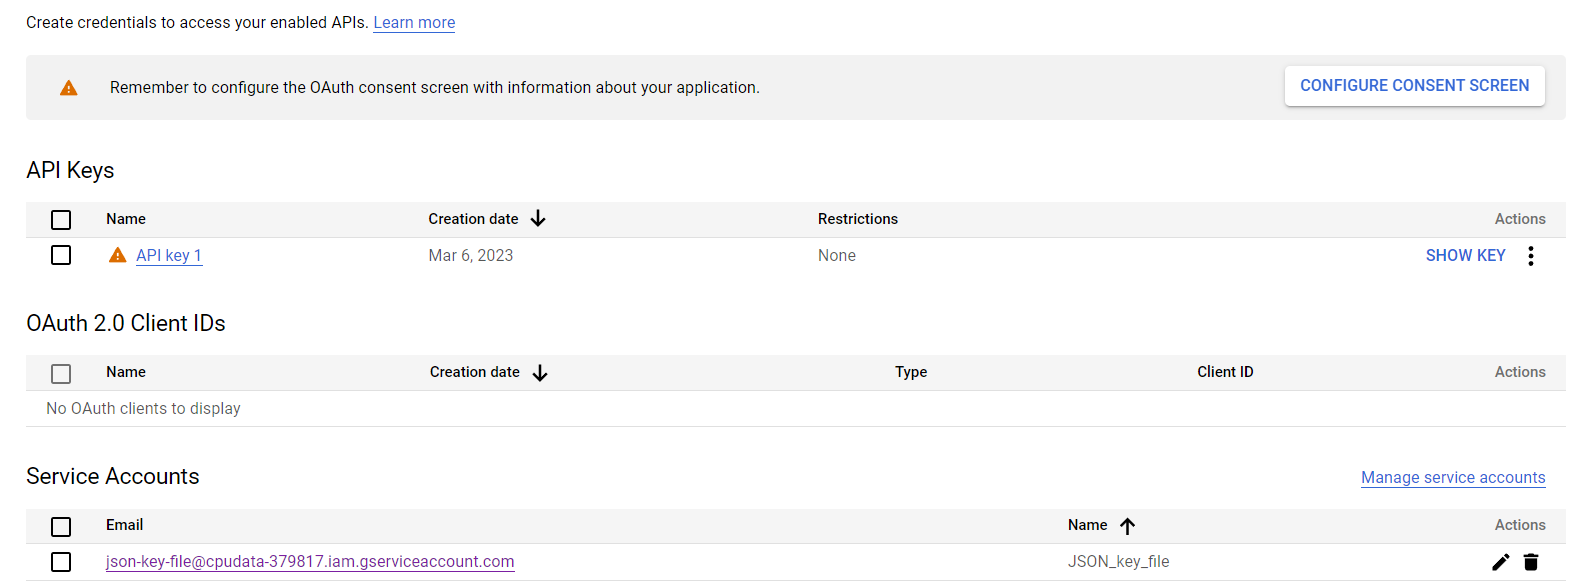 Create credentials to access your enabled APIs. Learn more
Remember to configure the OAuth consent screen with information about your application.
CONFIGURE CONSENT SCREEN
API Keys
Name Creation date Restrictions Actions
API key 1 Mar 6, 2023 None SHOW KEY
OAuth 2.0 Client IDs
Name Creation date Type Client ID Actions
No OAuth clients to display
Service Accounts
Manage service accounts
Email Name Actions
json-key-file@cpudata-379817.iam.gserviceaccount.com JSON_key_file